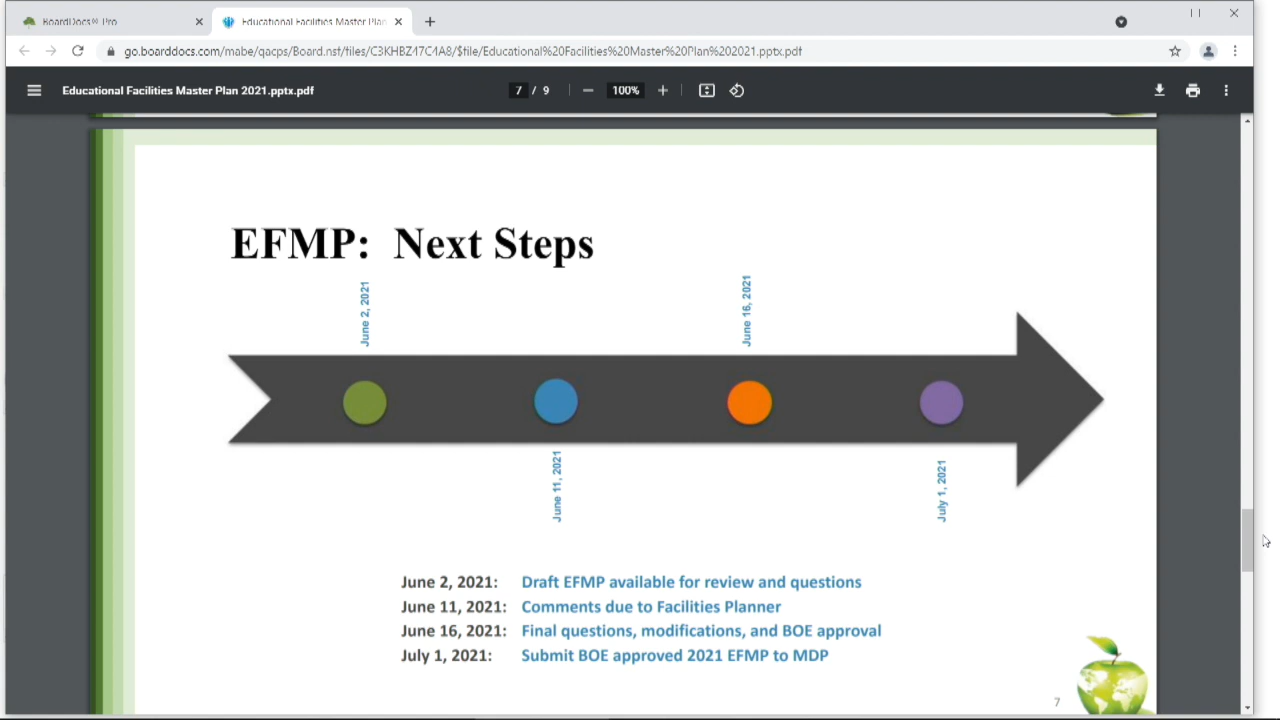 BoardDocs® Pro
Educational Facilities Master Plan
go.boarddocs.com/mabe/qacps/Board.nsf/files/C3KHBZ47C4A8/$file/Educational%20Facilities%20Master%20Plan%202021.pptx.pdf
Educational Facilities Master Plan 2021.pptx.pdf
7 / 9
100%
EFMP: Next Steps
June 2, 2021
June 16, 2021
June 11, 2021
July 1, 2021
June 2, 2021: Draft EFMP available for review and questions
June 11, 2021: Comments due to Facilities Planner
June 16, 2021: Final questions, modifications, and BOE approval
July 1, 2021: Submit BOE approved 2021 EFMP to MDP
7